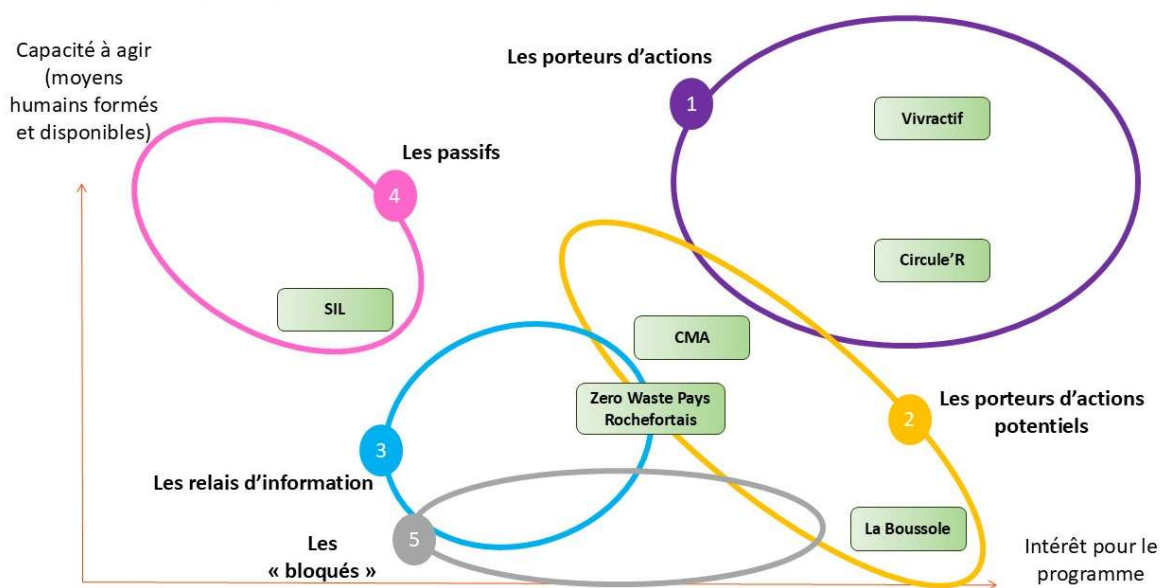 Capacité à agir
(moyens
humains formés
et disponibles)
Les porteurs d’actions
1
Vivractif
Les passifs
4
Circule’R
SIL
CMA
Zero Waste Pays
Rochefortais
Les porteurs d’actions
potentiels
2
3
Les relais d’information
La Boussole
5
Les
« bloqués »
Intérêt pour le
programme